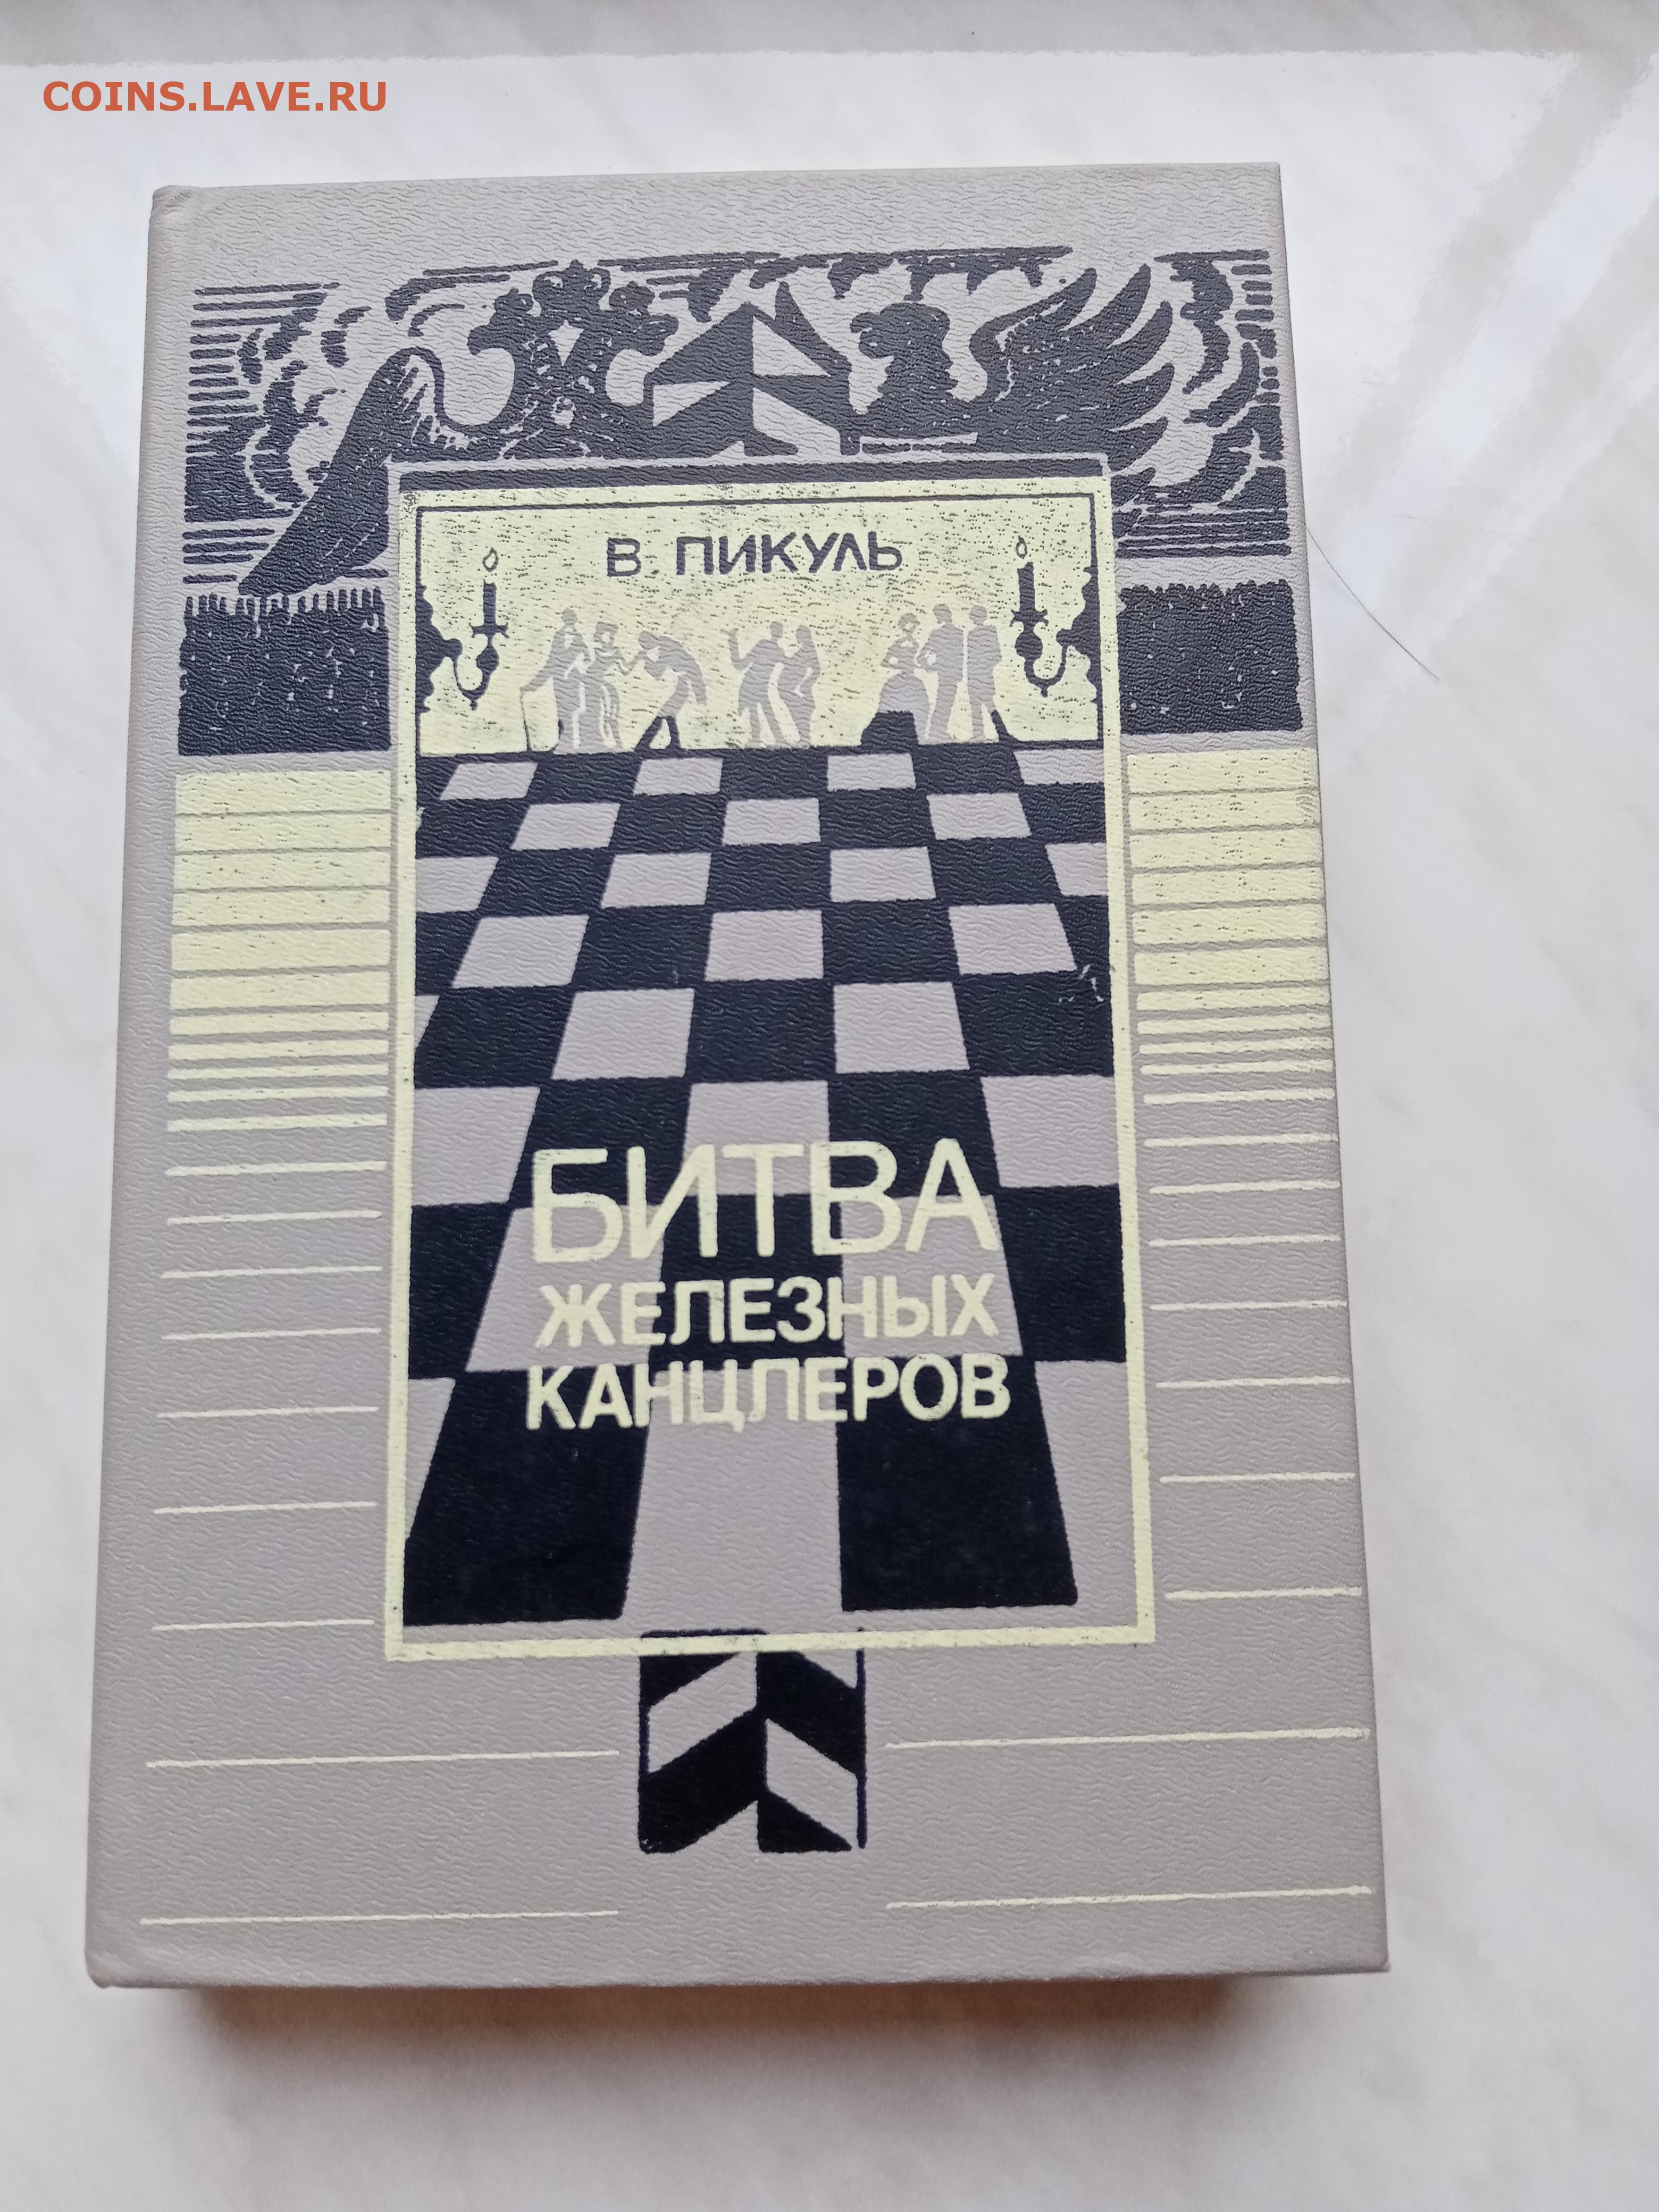 COINS.LAVE.RU
В. ПИКУЛЬ
БИТВА
ЖЕЛЕЗНЫХ
КАНЦЛЕРОВ